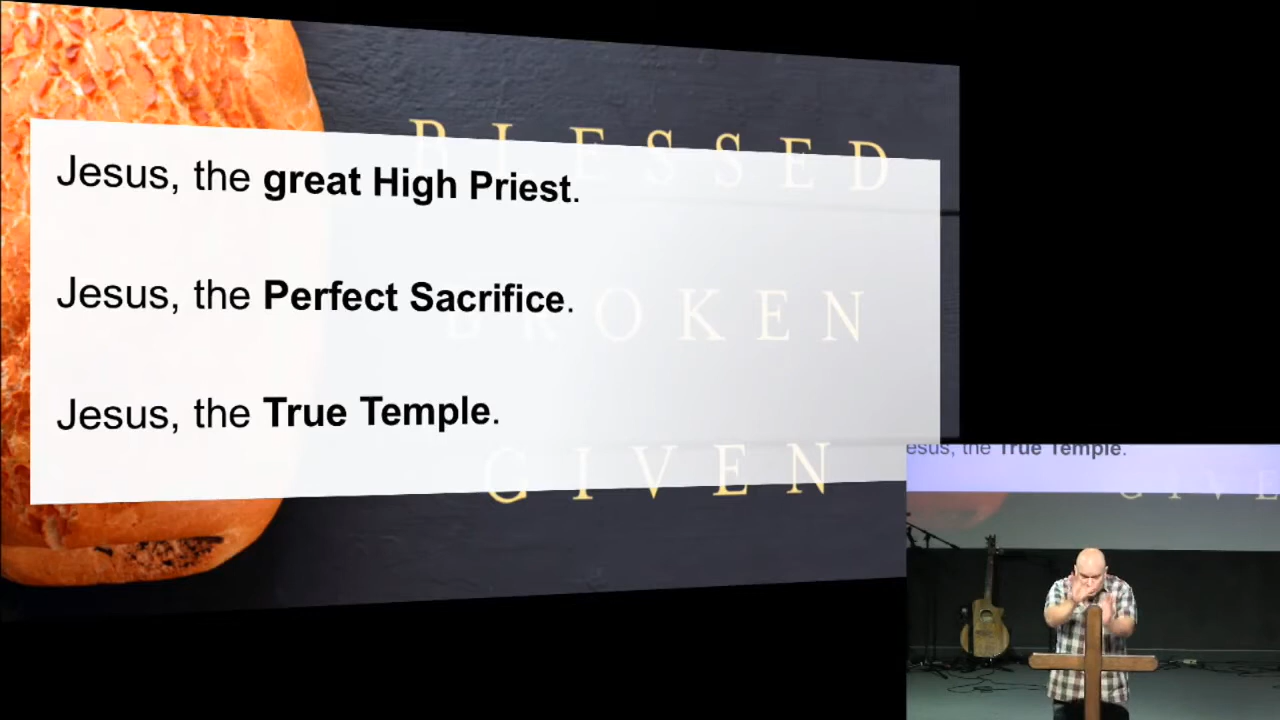 BLESSED
Jesus, the great High Priest.
Jesus, the Perfect Sacrifice.
BROKEN
Jesus, the True Temple.
GIVEN
esus, the True Temple.
GIVE